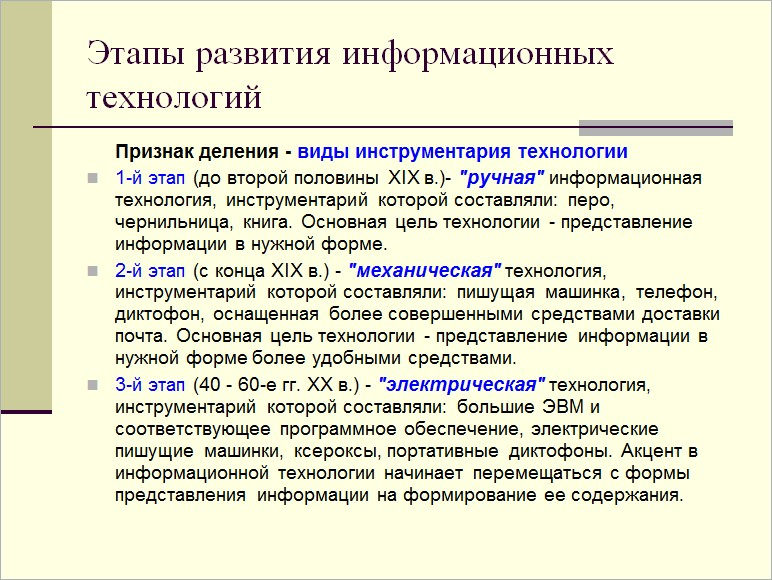 Этапы развития информационных
технологий
Признак деления - виды инструментария технологии
1-й этап (до второй половины XIX в.)- "ручная" информационная
технология, инструментарий которой составляли: перо,
чернильница, книга. Основная цель технологии - представление
информации в нужной форме.
2-й этап (с конца XIX в.) - "механическая" технология,
инструментарий которой составляли: пишущая машинка, телефон,
диктофон, оснащенная более совершенными средствами доставки
почта. Основная цель технологии - представление информации в
нужной форме более удобными средствами.
3-й этап (40 - 60-е гг. XX в.) - "электрическая" технология,
инструментарий которой составляли: большие ЭВМ и
соответствующее программное обеспечение, электрические
пишущие машинки, ксероксы, портативные диктофоны. Акцент в
информационной технологии начинает перемещаться с формы
представления информации на формирование ее содержания.